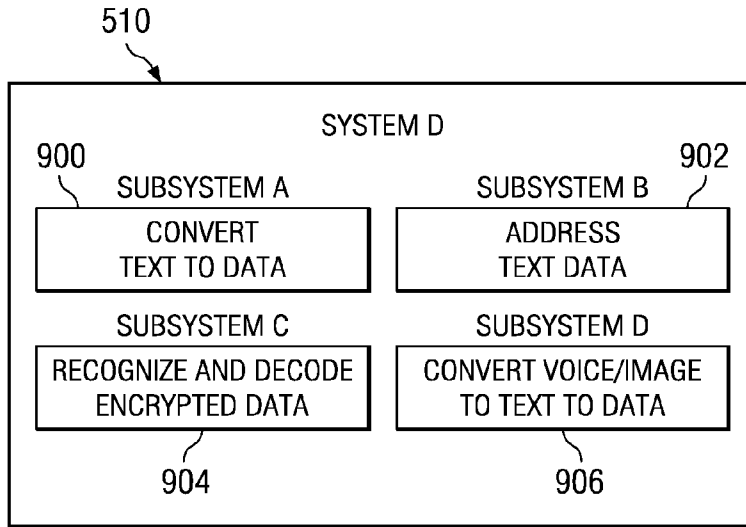 510
SYSTEM D
900
902
SUBSYSTEM A
SUBSYSTEM B
CONVERT
TEXT TO DATA
ADDRESS
TEXT DATA
SUBSYSTEM C
SUBSYSTEM D
RECOGNIZE AND DECODE
ENCRYPTED DATA
CONVERT VOICE/IMAGE
TO TEXT TO DATA
904
906